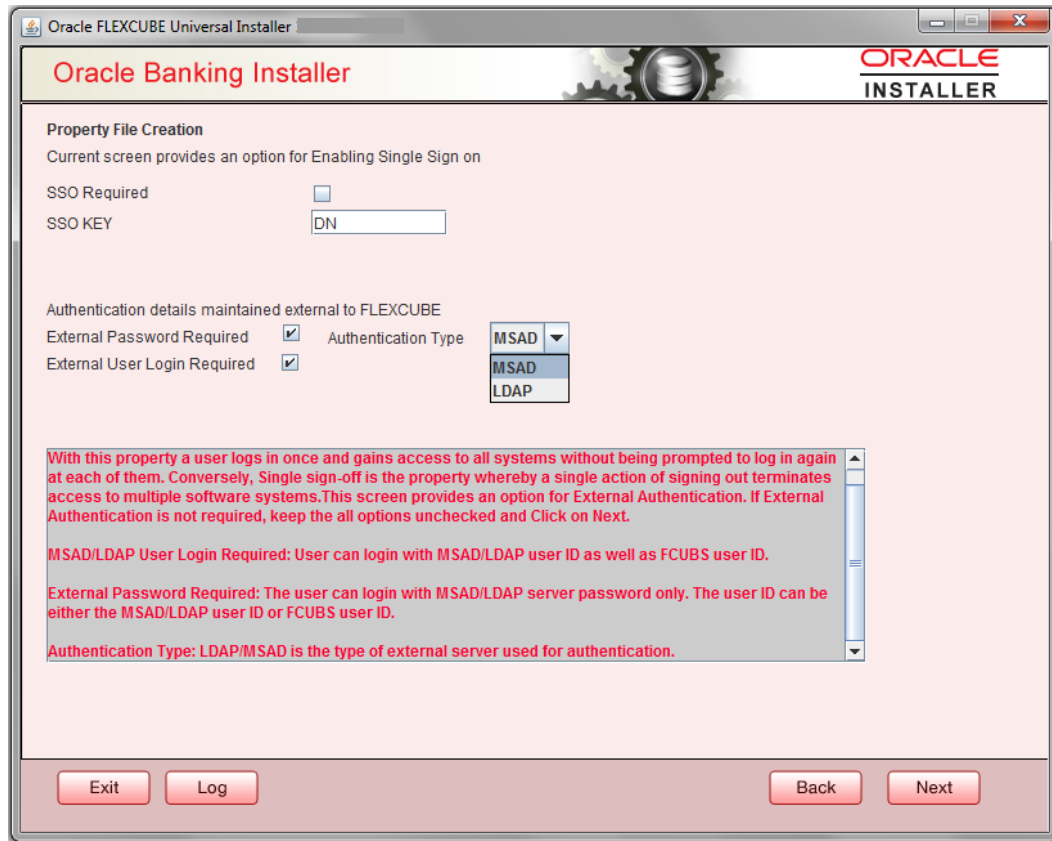 Oracle FLEXCUBE Universal Installer
Oracle Banking Installer
ORACLE
INSTALLER
Property File Creation
Current screen provides an option for Enabling Single Sign on
SSO Required
SSO KEY
DN
Authentication details maintained external to FLEXCUBE
External Password Required
Authentication Type
MSAD
External User Login Required
MSAD
LDAP
With this property a user logs in once and gains access to all systems without being prompted to log in again
at each of them. Conversely, Single sign-off is the property whereby a single action of signing out terminates
access to multiple software systems.This screen provides an option for External Authentication. If External
Authentication is not required, keep the all options unchecked and Click on Next.
MSAD/LDAP User Login Required: User can login with MSAD/LDAP user ID as well as FCUBS user ID.
External Password Required: The user can login with MSAD/LDAP server password only. The user ID can be
either the MSAD/LDAP user ID or FCUBS user ID.
Authentication Type: LDAP/MSAD is the type of external server used for authentication.
Exit
Log
Back
Next